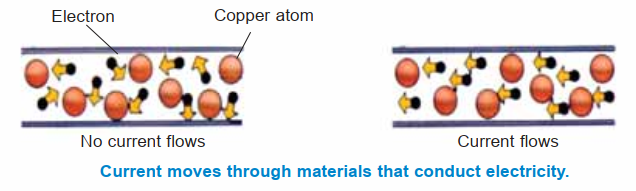 Electron
Copper atom
No current flows
Current flows
Current moves through materials that conduct electricity.